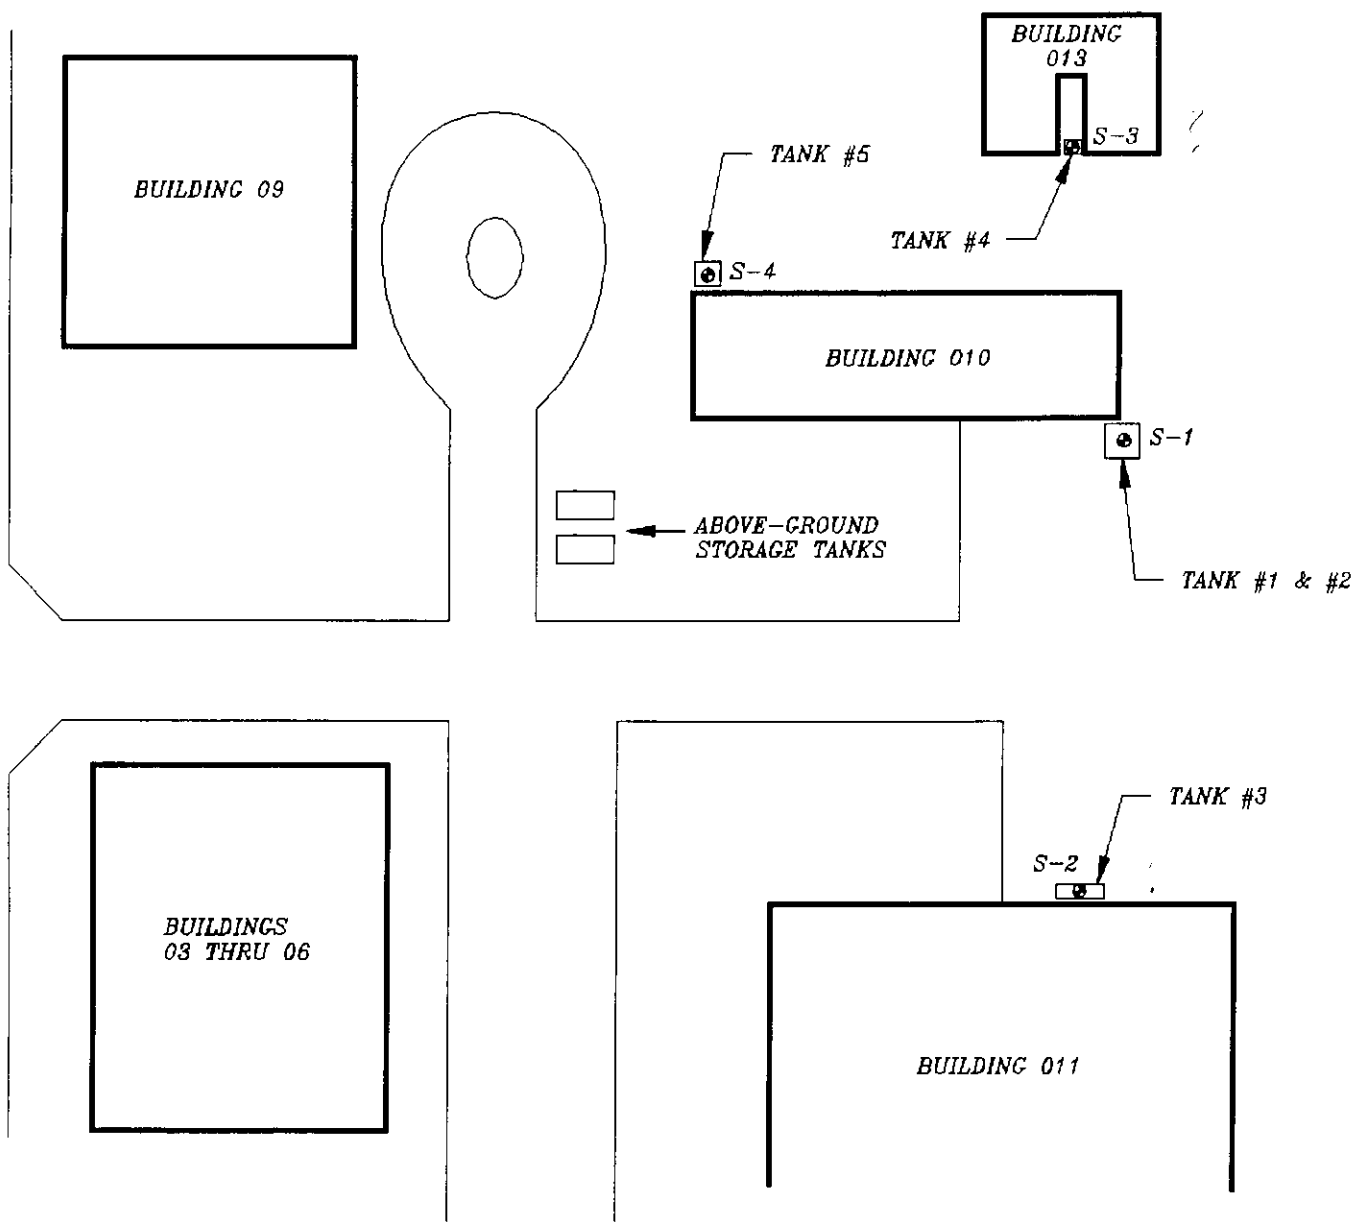 BUILDING
013
S-3
TANK #5
BUILDING 09
TANK #4
S-4
BUILDING 010
S-1
ABOVE-GROUND
STORAGE TANKS
TANK #1 & #2
TANK #3
S-2
BUILDINGS
03 THRU 06
BUILDING 011